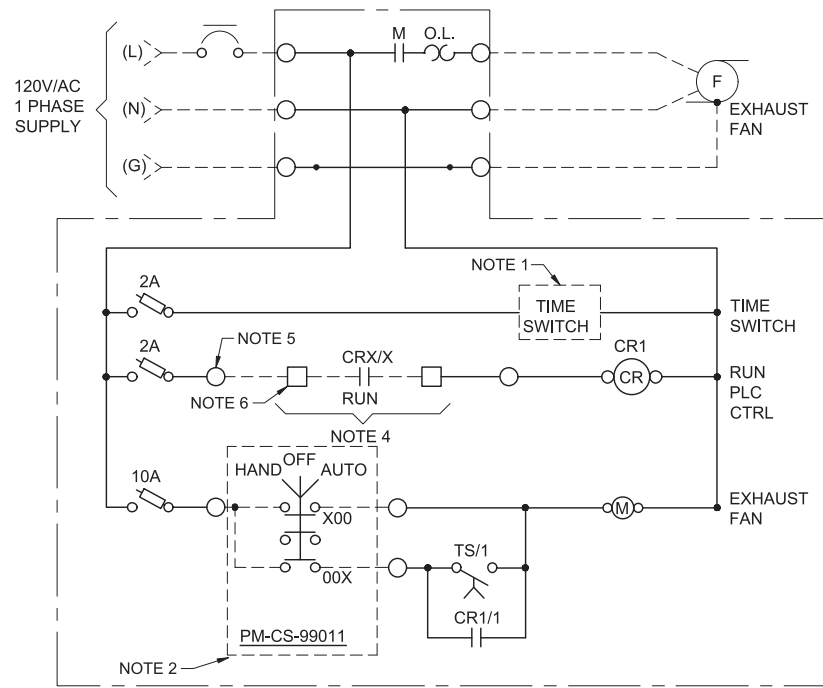 (L)
M
O.L.
120V/AC
1 PHASE
SUPPLY
(N)
F
EXHAUST
FAN
(G)
NOTE 1
2A
TIME
SWITCH
TIME
SWITCH
2A
NOTE 5
CRX/X
CR1
CR
RUN
PLC
CTRL
NOTE 6
RUN
NOTE 4
OFF
HAND
AUTO
10A
X00
M
EXHAUST
FAN
TS/1
00X
CR1/1
PM-CS-99011
NOTE 2